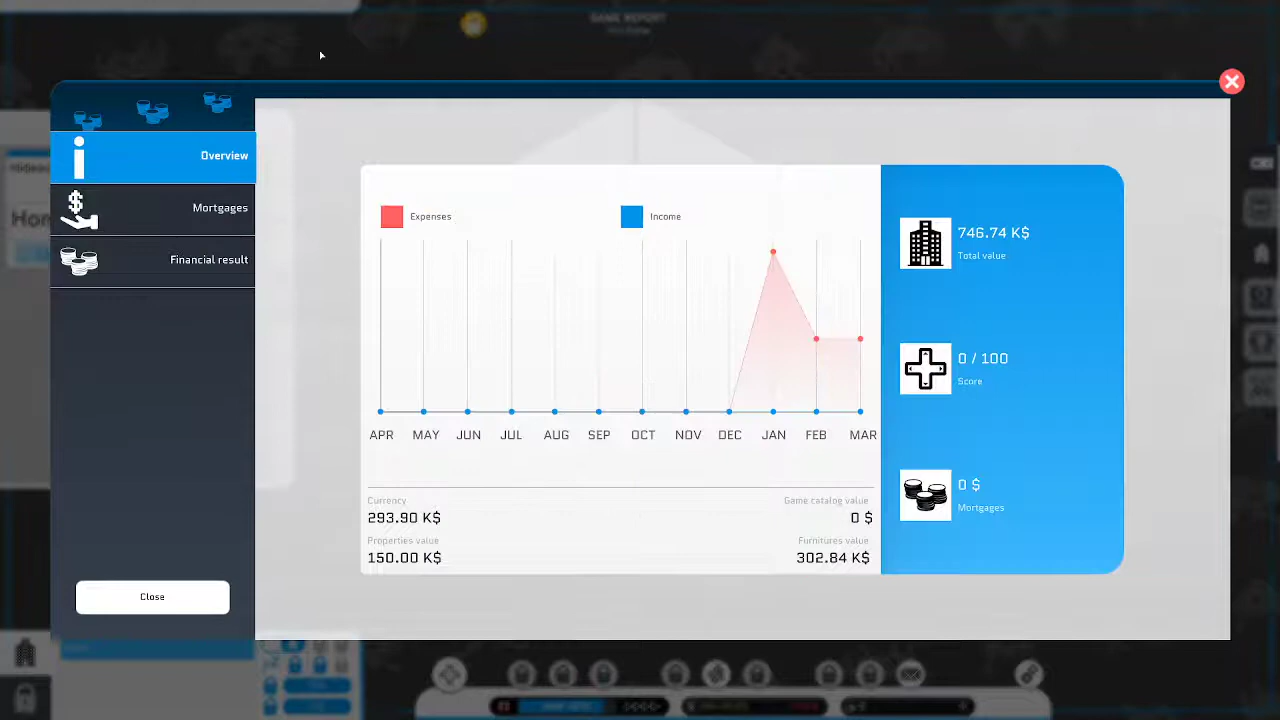 GAME REPORT
Overview
Mortgages
Financial result
Close
Expenses
Income
APR MAY JUN JUL AUG SEP OCT NOV DEC JAN FEB MAR
Currency
293.90 K$
Game catalog value
0 $
Properties value
150.00 K$
Furnitures value
302.84 K$
746.74 K$
Total value
0 / 100
Score
0 $
Mortgages